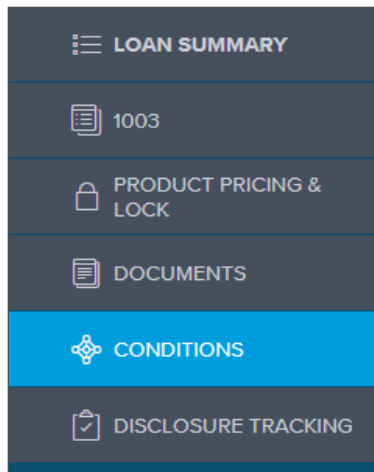 LOAN SUMMARY
1003
PRODUCT PRICING &
LOCK
DOCUMENTS
CONDITIONS
DISCLOSURE TRACKING